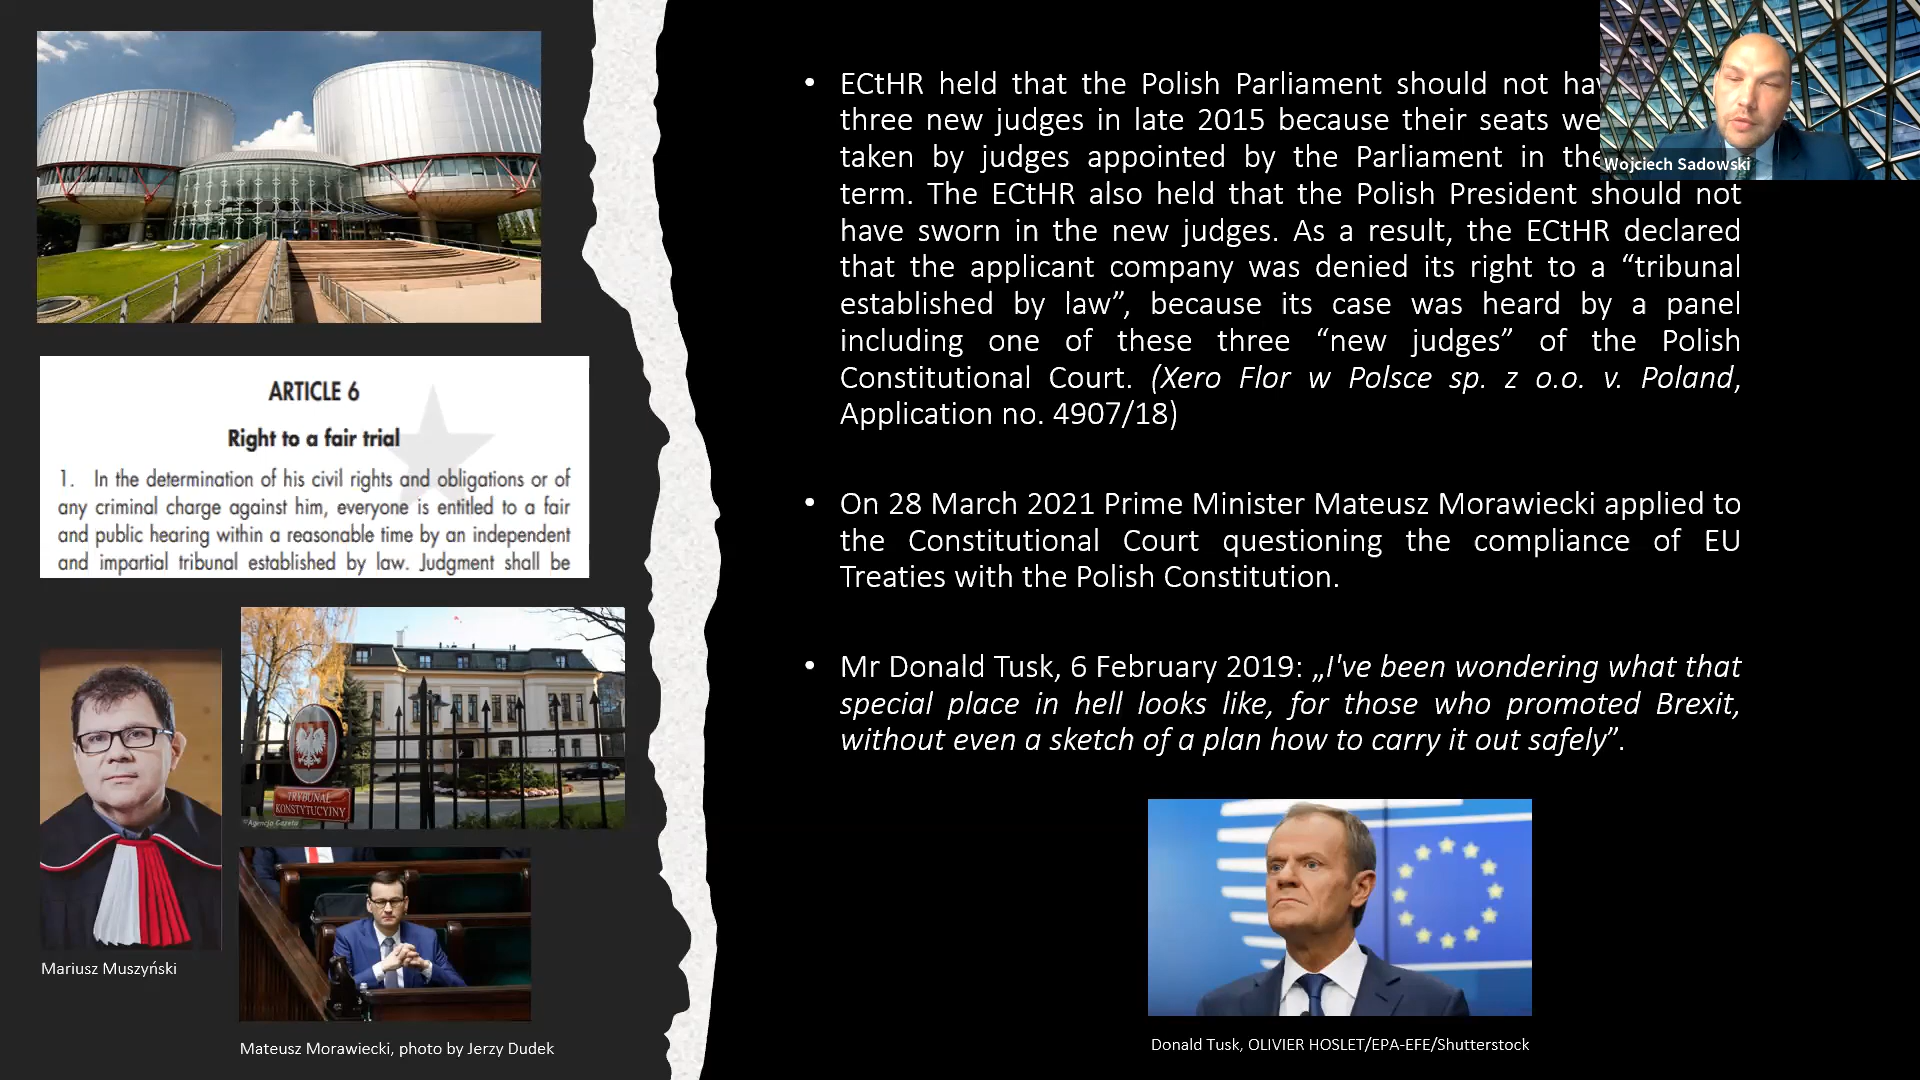 ARTICLE 6
Right to a fair trial
1. In the determination of his civil rights and obligations or of
any criminal charge against him, everyone is entitled to a fair
and public hearing within a reasonable time by an independent
and impartial tribunal established by law. Judgment shall be
TRYBUNAŁ
KONSTYTUCYJNY
©Agencja Gazeta
Mariusz Muszyński
Mateusz Morawiecki, photo by Jerzy Dudek
• ECtHR held that the Polish Parliament should not
three new judges in late 2015 because their seats
taken by judges appointed by the Parliament in
term. The ECtHR also held that the Polish President should not
have sworn in the new judges. As a result, the ECtHR declared
that the applicant company was denied its right to a “tribunal
established by law”, because its case was heard by a panel
including one of these three “new judges” of the Polish
Constitutional Court. (Xero Flor w Polsce sp. z o.o. v. Poland,
Application no. 4907/18)
• On 28 March 2021 Prime Minister Mateusz Morawiecki applied to
the Constitutional Court questioning the compliance of EU
Treaties with the Polish Constitution.
• Mr Donald Tusk, 6 February 2019: „I've been wondering what that
special place in hell looks like, for those who promoted Brexit,
without even a sketch of a plan how to carry it out safely”.
Donald Tusk, OLIVIER HOSLET/EPA-EFE/Shutterstock
Wojciech Sadowski